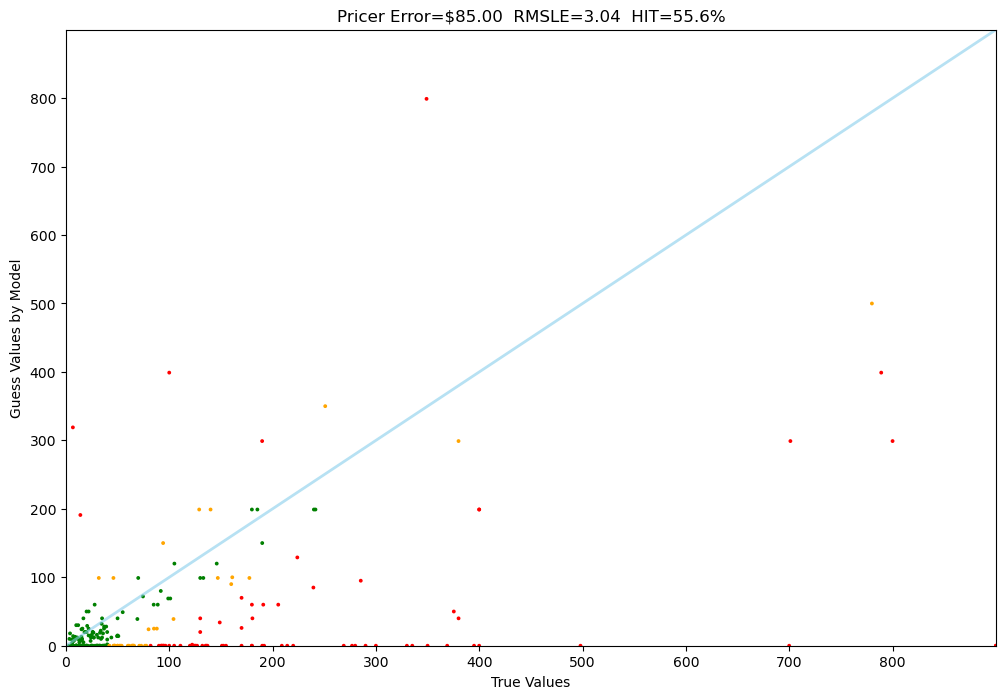 Pricer Error=$85.00 RMSLE=3.04 HIT=55.6%
Guess Values by Model
800
700
600
500
400
300
200
100
0
0 100 200 300 400 500 600 700 800
True Values